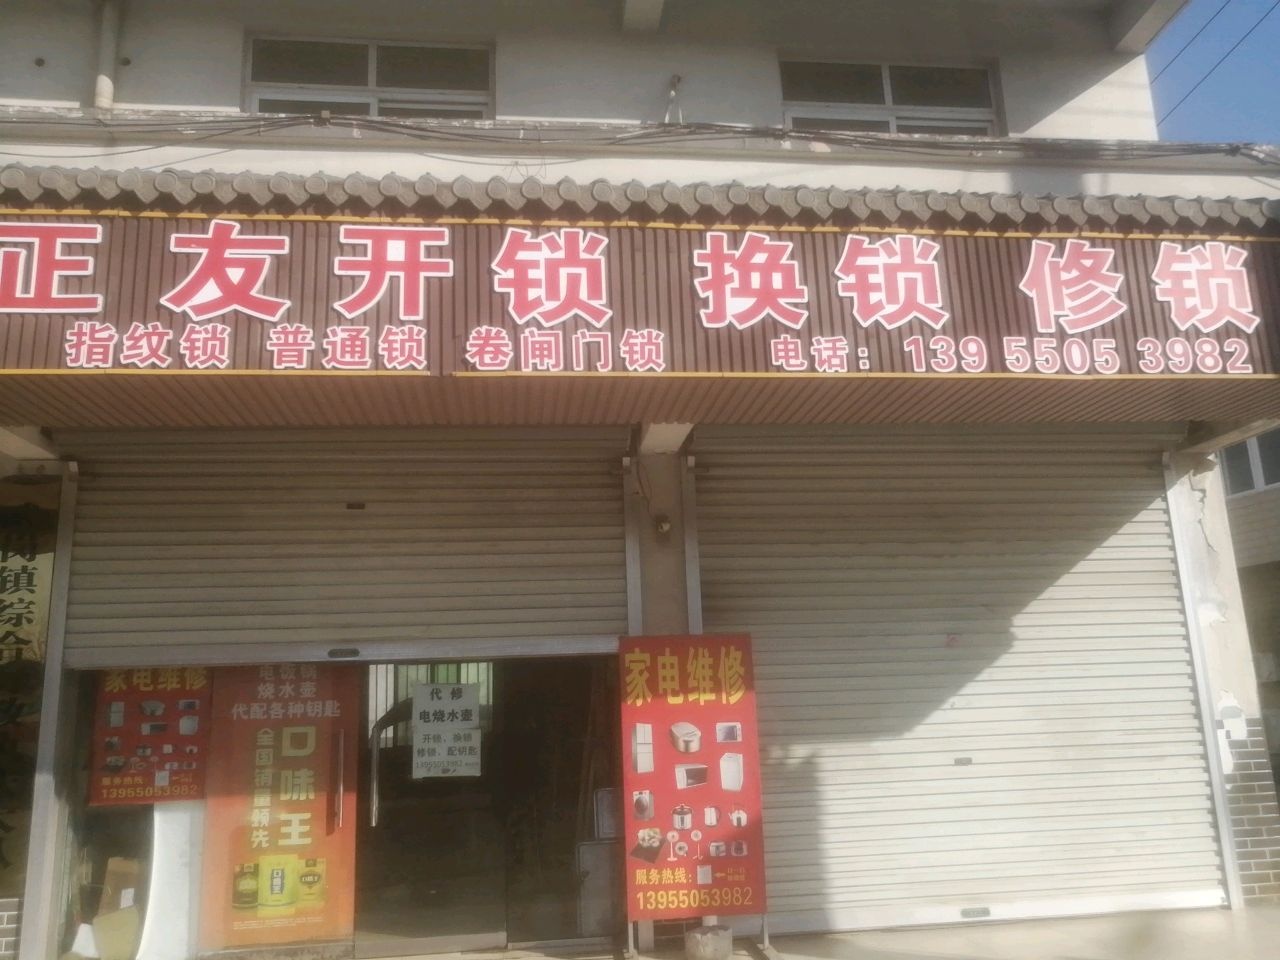 正友开锁 换锁 修锁
指纹锁 普通锁 卷闸门锁 电话：139 5505 3982
镇综合
家电维修
服务热线:
13955053982
电饭锅
烧水壶
代配各种钥匙
口味王
全国销量领先
代 修
电烧水壶
开锁、换锁
修锁、配钥匙
13955053982
家电维修
服务热线:
13955053982